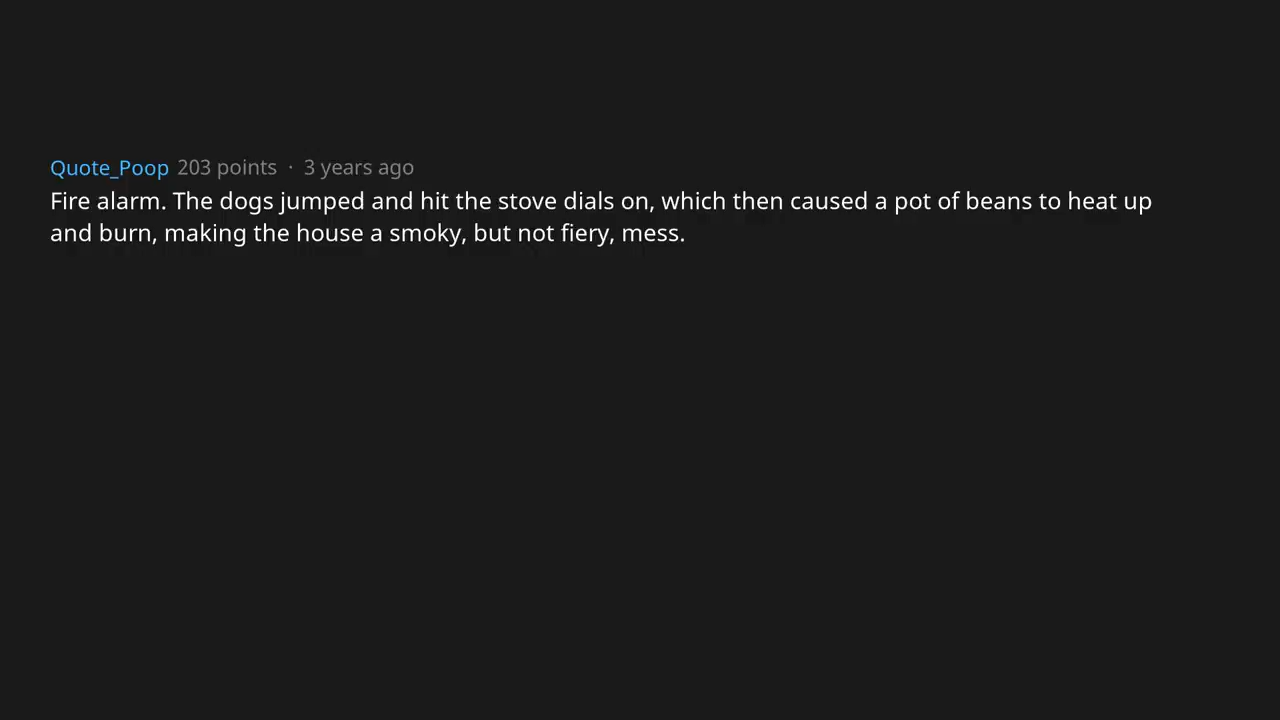 Quote_Poop 203 points · 3 years ago
Fire alarm. The dogs jumped and hit the stove dials on, which then caused a pot of beans to heat up
and burn, making the house a smoky, but not fiery, mess.